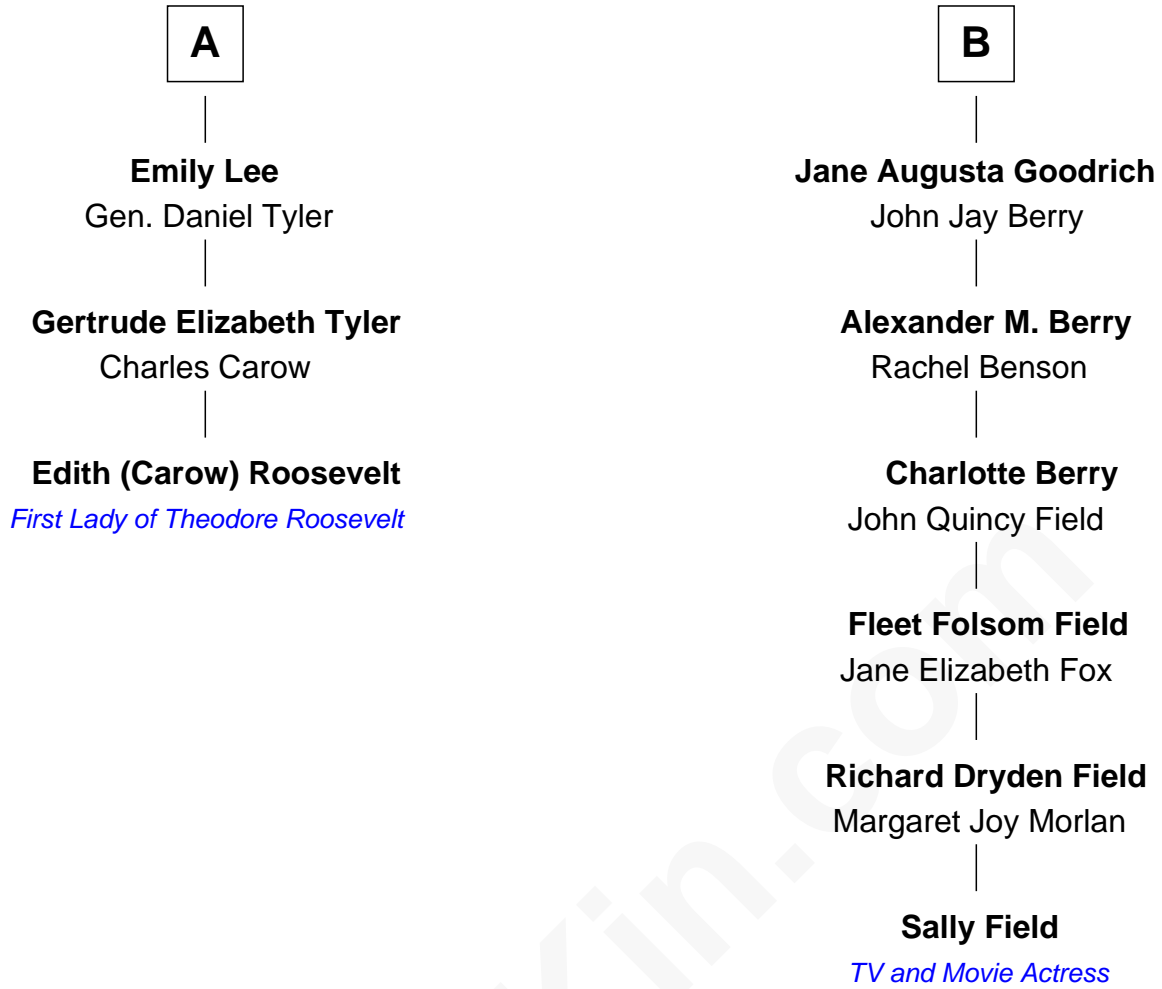 A
Emily Lee
Gen. Daniel Tyler
Gertrude Elizabeth Tyler
Charles Carow
Edith (Carow) Roosevelt
First Lady of Theodore Roosevelt
B
Jane Augusta Goodrich
John Jay Berry
Alexander M. Berry
Rachel Benson
Charlotte Berry
John Quincy Field
Fleet Folsom Field
Jane Elizabeth Fox
Richard Dryden Field
Margaret Joy Morlan
Sally Field
TV and Movie Actress
Kin.com